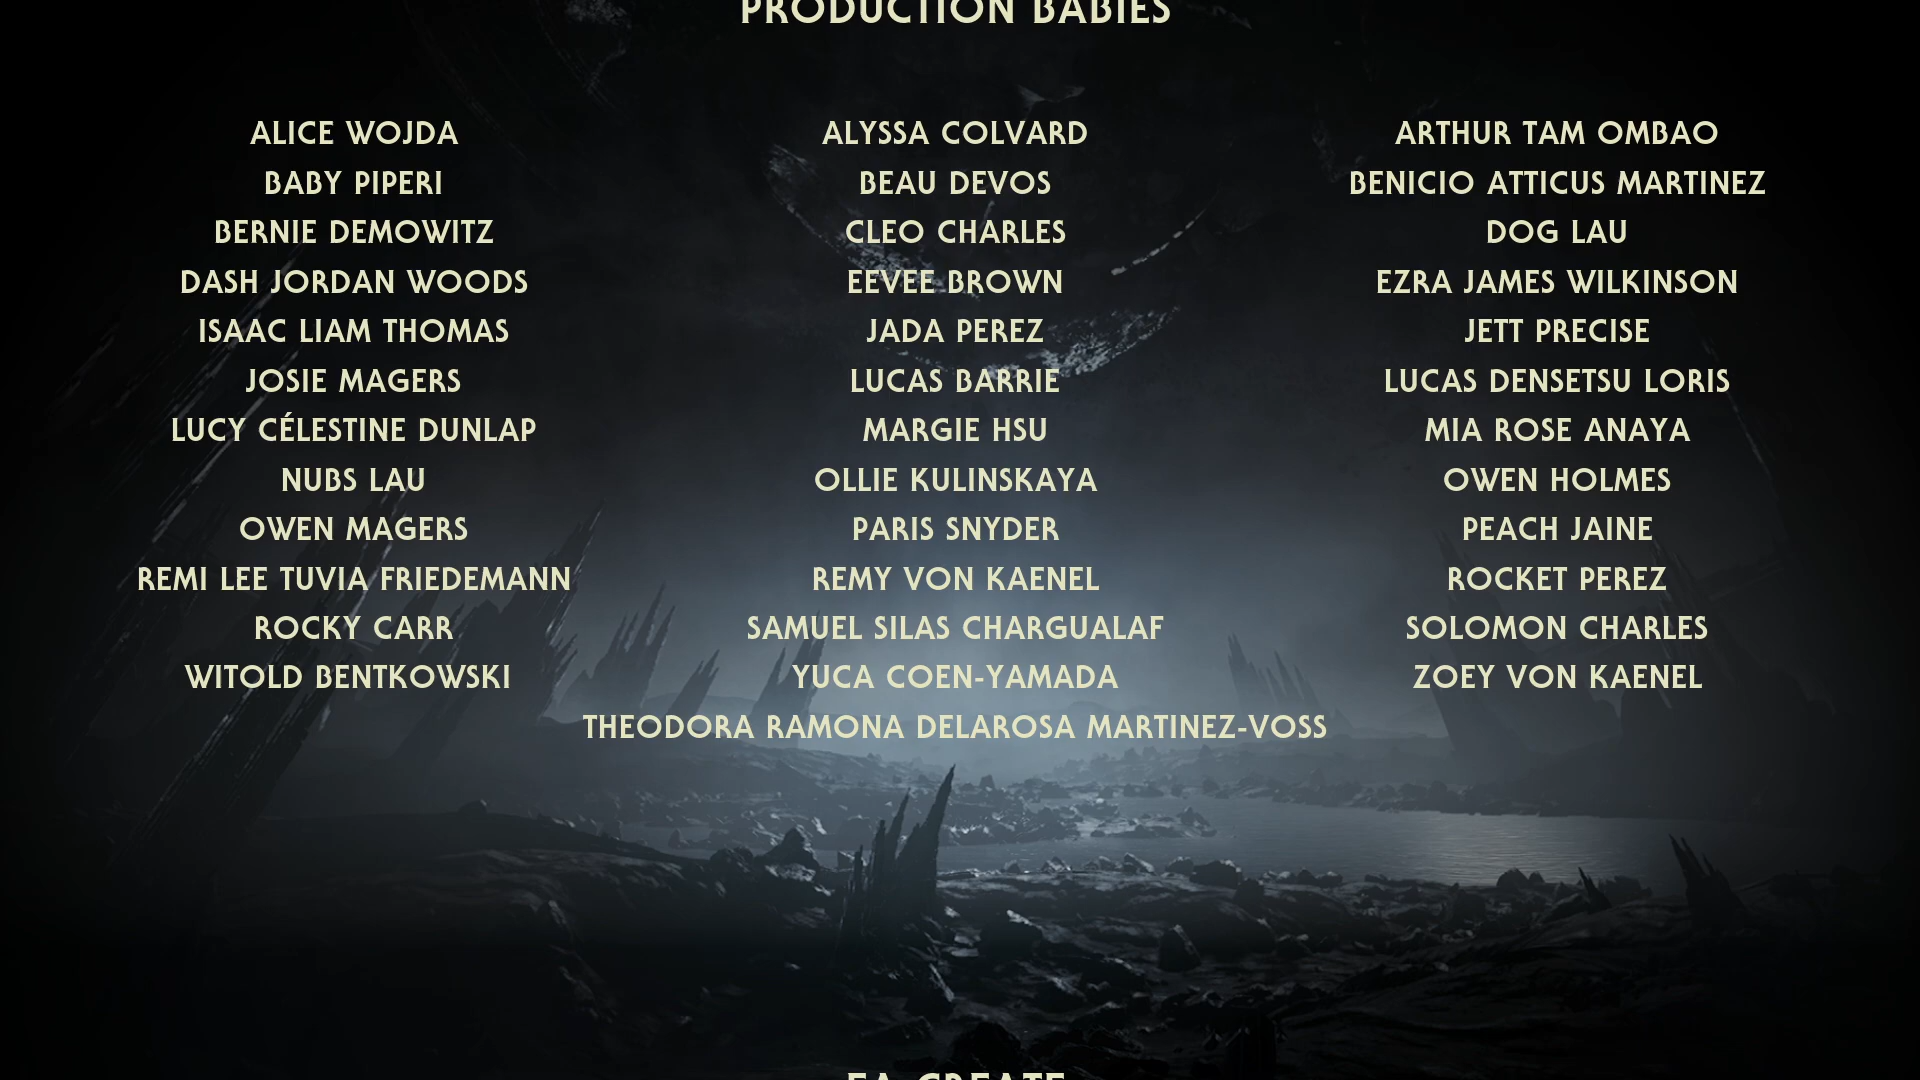 PRODUCTION BABIES
ALICE WOJDA ALYSSA COLVARD ARTHUR TAM OMBAO
BABY PIPERI BEAU DEVOS BENICIO ATTICUS MARTINEZ
BERNIE DEMOWITZ CLEO CHARLES DOG LAU
DASH JORDAN WOODS EEVEE BROWN EZRA JAMES WILKINSON
ISAAC LIAM THOMAS JADA PEREZ JETT PRECISE
JOSIE MAGERS LUCAS BARRIE LUCAS DENSETSU LORIS
LUCY CÉLESTINE DUNLAP MARGIE HSU MIA ROSE ANAYA
NUBS LAU OLLIE KULINSKAYA OWEN HOLMES
OWEN MAGERS PARIS SNYDER PEACH JAINE
REMI LEE TUVIA FRIEDEMANN REMY VON KAENEL ROCKET PEREZ
ROCKY CARR SAMUEL SILAS CHARGUALAF SOLOMON CHARLES
WITOLD BENTKOWSKI YUCA COEN-YAMADA ZOEY VON KAENEL
THEODORA RAMONA DELAROSA MARTINEZ-VOSS
EA CREATE